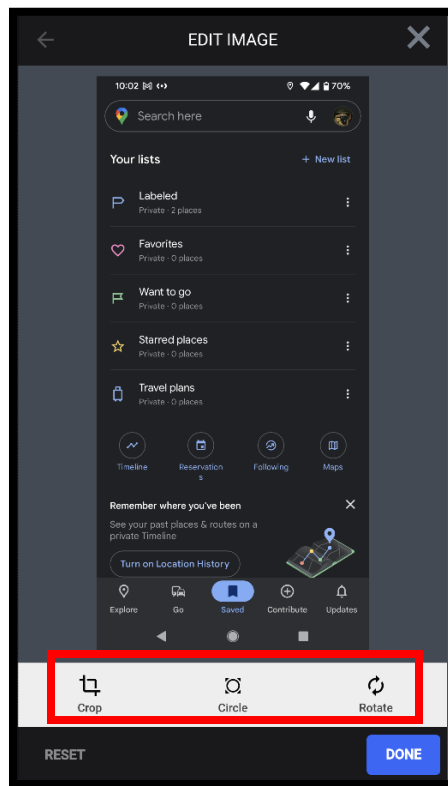 EDIT IMAGE
10:02 70%
Search here
Your lists + New list
Labeled
Private · 2 places
Favorites
Private · 0 places
Want to go
Private · 0 places
Starred places
Private · 0 places
Travel plans
Private · 0 places
Timeline Reservation Following Maps
s
Remember where you've been
See your past places & routes on a
private Timeline
Turn on Location History
Explore Go Saved Contribute Updates
Crop Circle Rotate
RESET DONE